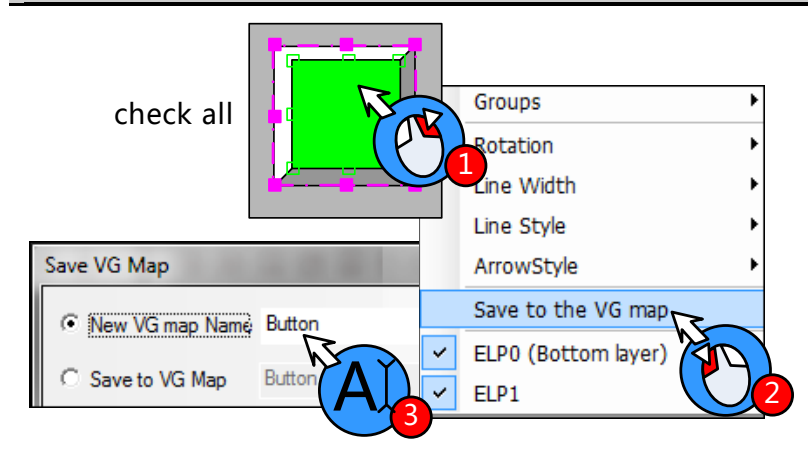 check all
Groups
Rotation
1
Line Width
Line Style
ArrowStyle
Save to the VG map
ELP0 (Bottom layer)
ELP1
2
Save VG Map
New VG map Name Button
Save to VG Map Button
A
3